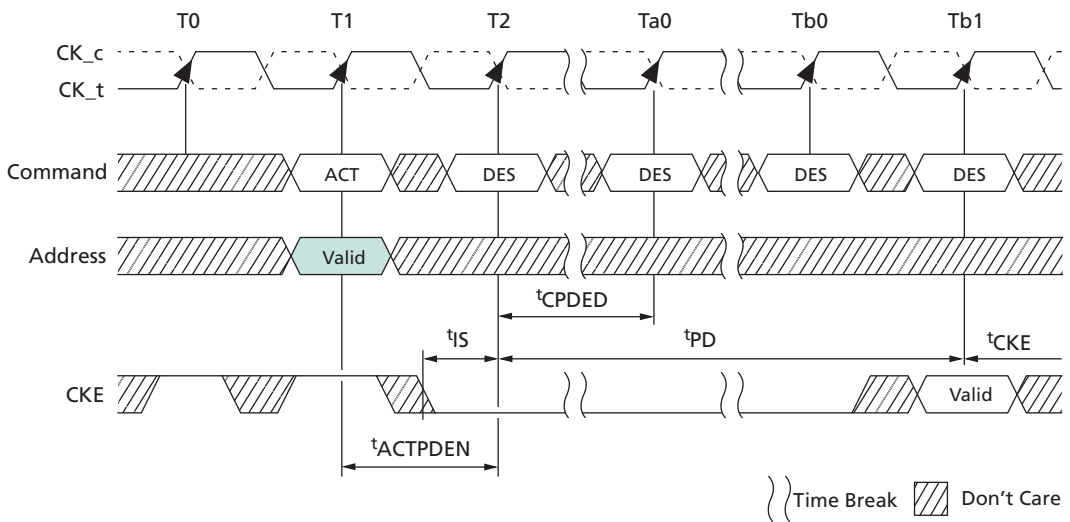 T0 T1 T2 Ta0 Tb0 Tb1
CK_c
CK_t
Command ACT DES DES DES DES
Address Valid
tCPDED
tIS tPD tCKE
CKE Valid
tACTPDEN
Time Break Don't Care